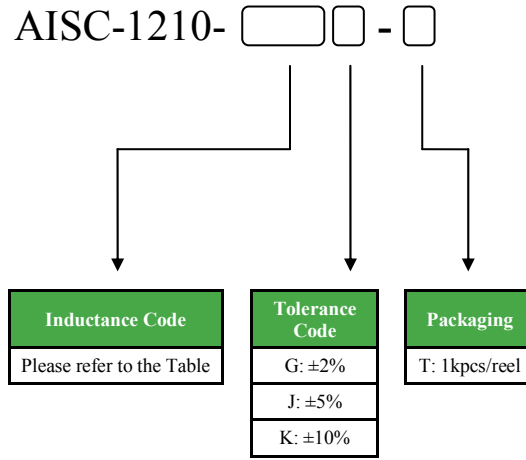 AISC-1210- -
Inductance Code
Please refer to the Table
Tolerance
Code
G: ±2%
J: ±5%
K: ±10%
Packaging
T: 1kpcs/reel